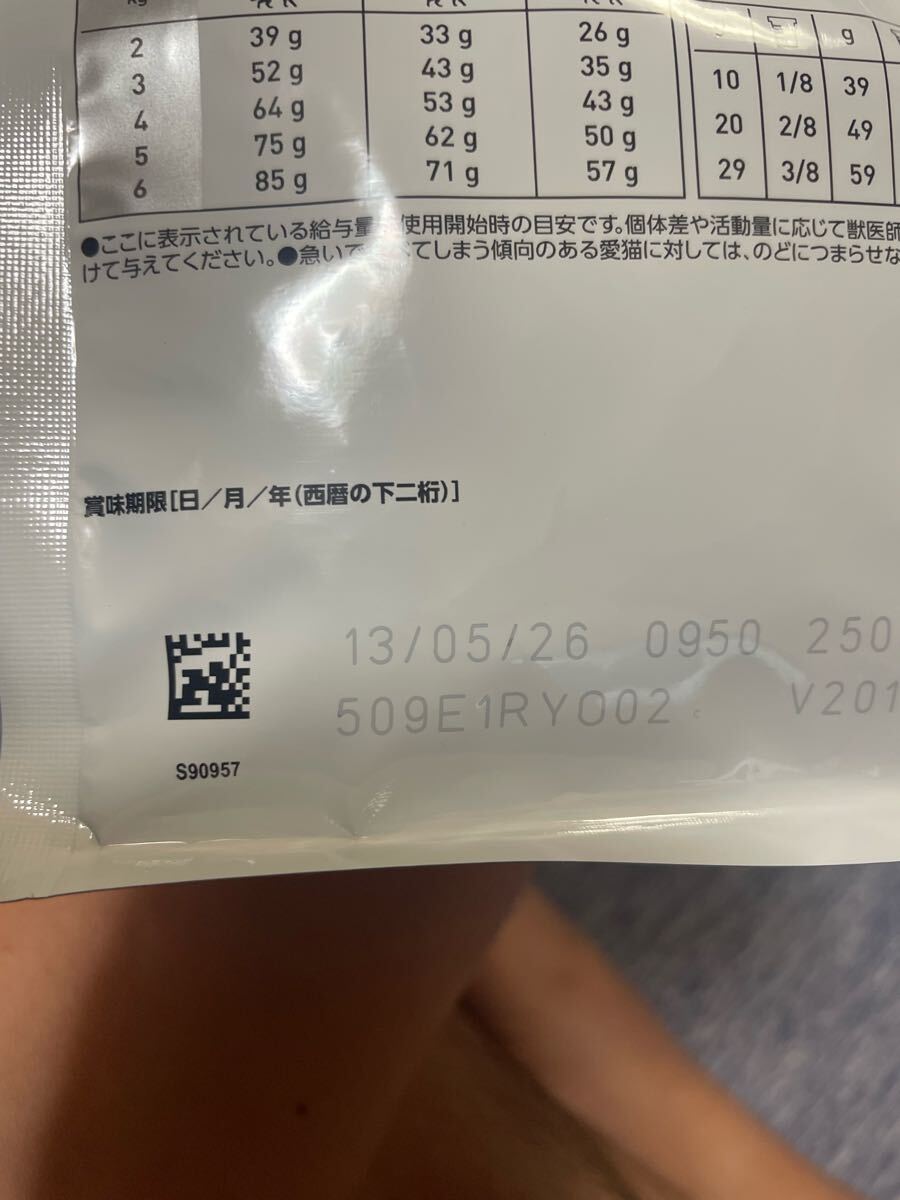 kg
2 39 g 33 g 26 g
3 52 g 43 g 35 g
4 64 g 53 g 43 g
5 75 g 62 g 50 g
6 85 g 71 g 57 g
g
10 1/8 39
20 2/8 49
29 3/8 59
●ここに表示されている給与量 使用開始時の目安です。個体差や活動量に応じて獣医師
けて与えてください。●急いで てしまう傾向のある愛猫に対しては、のどにつまらせな
賞味期限[日/月/年(西暦の下二桁)]
13/05/26 0950 250
509E1RY002 V201
S90957